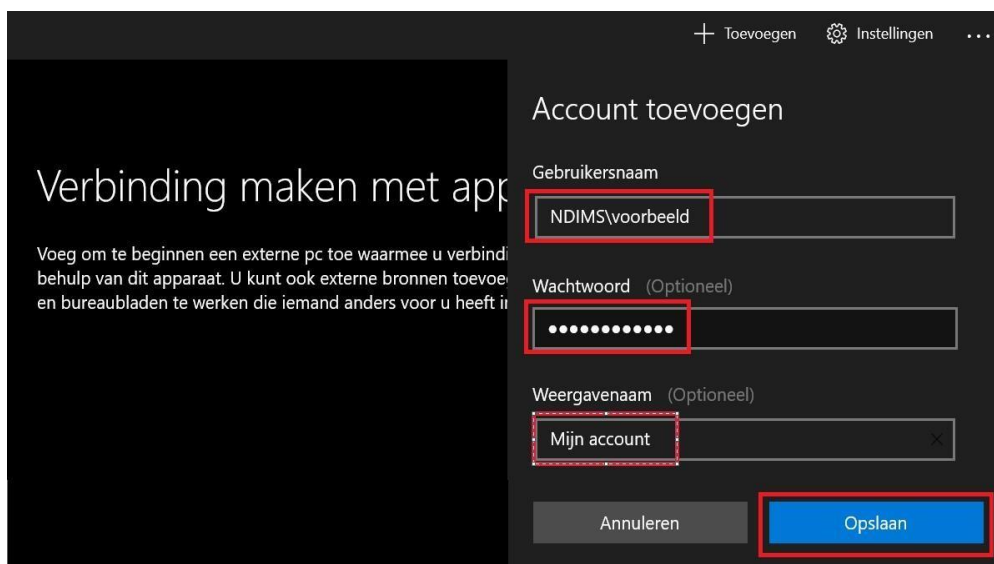 Toevoegen
Instellingen
...
Account toevoegen
Verbinding maken met app
Voeg om te beginnen een externe pc toe waarmee u verbindi
behulp van dit apparaat. U kunt ook externe bronnen toevoe
en bureaubladen te werken die iemand anders voor u heeft i
Gebruikersnaam
NDIMS\voorbeeld
Wachtwoord (Optioneel)
●●●●●●●●●●●●
Weergavenaam (Optioneel)
Mijn account
Annuleren
Opslaan